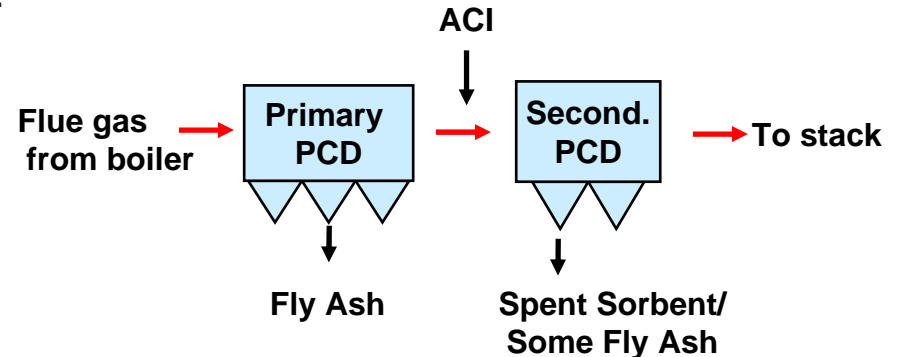 ACI
Flue gas
from boiler
Primary
PCD
Second.
PCD
To stack
Fly Ash
Spent Sorbent/
Some Fly Ash